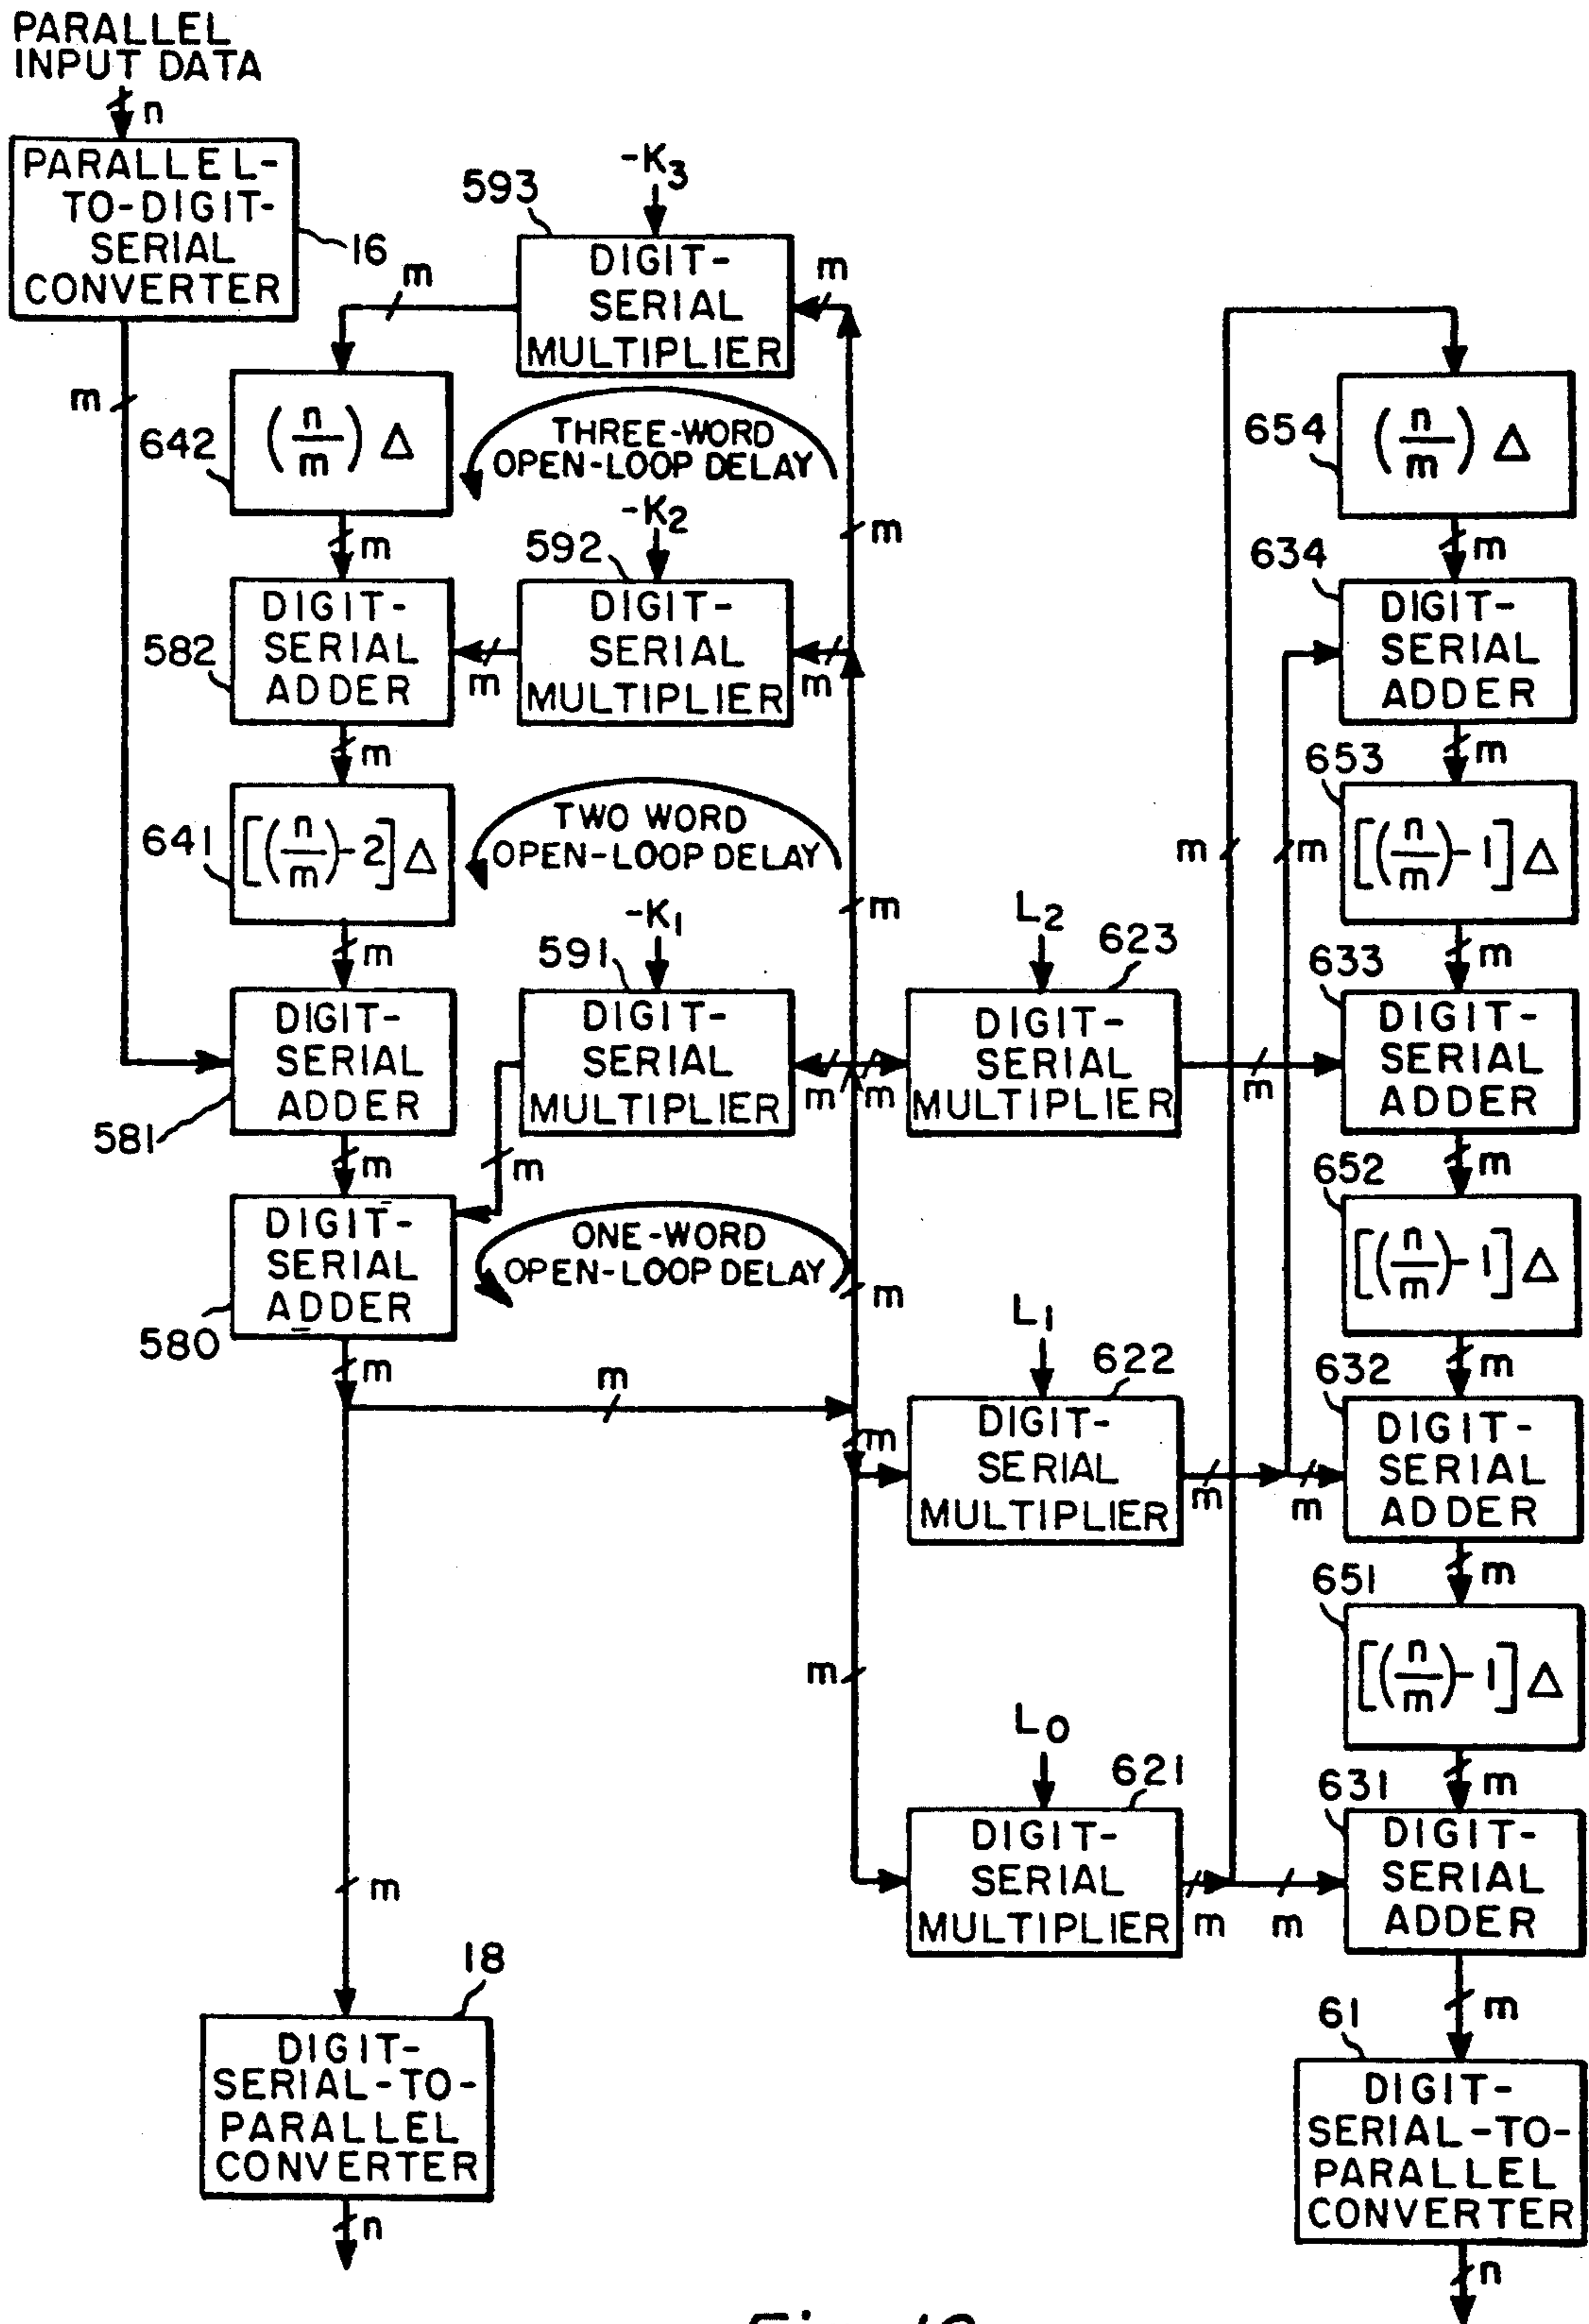 PARALLEL
INPUT DATA
n
PARALLEL-
TO-DIGIT-
SERIAL
CONVERTER
16
m
593
-K3
DIGIT-
SERIAL
MULTIPLIER
m
m
642
(n/m) Δ
THREE-WORD
OPEN-LOOP DELAY
m
m
592
-K2
DIGIT-
SERIAL
MULTIPLIER
m
m
582
DIGIT-
SERIAL
ADDER
m
641
[(n/m)-2] Δ
TWO WORD
OPEN-LOOP DELAY
m
m
591
-K1
DIGIT-
SERIAL
MULTIPLIER
m
m
m
581
DIGIT-
SERIAL
ADDER
m
580
DIGIT-
SERIAL
ADDER
ONE-WORD
OPEN-LOOP DELAY
m
m
m
m
m
m
18
DIGIT-
SERIAL-TO-
PARALLEL
CONVERTER
n
L2
623
DIGIT-
SERIAL
MULTIPLIER
m
L1
622
DIGIT-
SERIAL
MULTIPLIER
m
m
L0
621
DIGIT-
SERIAL
MULTIPLIER
m
m
m
m
654
(n/m) Δ
m
634
DIGIT-
SERIAL
ADDER
m
653
[(n/m)-1] Δ
m
633
DIGIT-
SERIAL
ADDER
m
652
[(n/m)-1] Δ
m
632
DIGIT-
SERIAL
ADDER
m
651
[(n/m)-1] Δ
m
631
DIGIT-
SERIAL
ADDER
m
61
DIGIT-
SERIAL-TO-
PARALLEL
CONVERTER
n